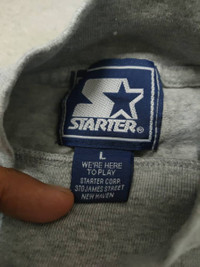 STARTER®
L
WE'RE HERE
TO PLAY
STARTER CORP.
370 JAMES STREET
NEW HAVEN